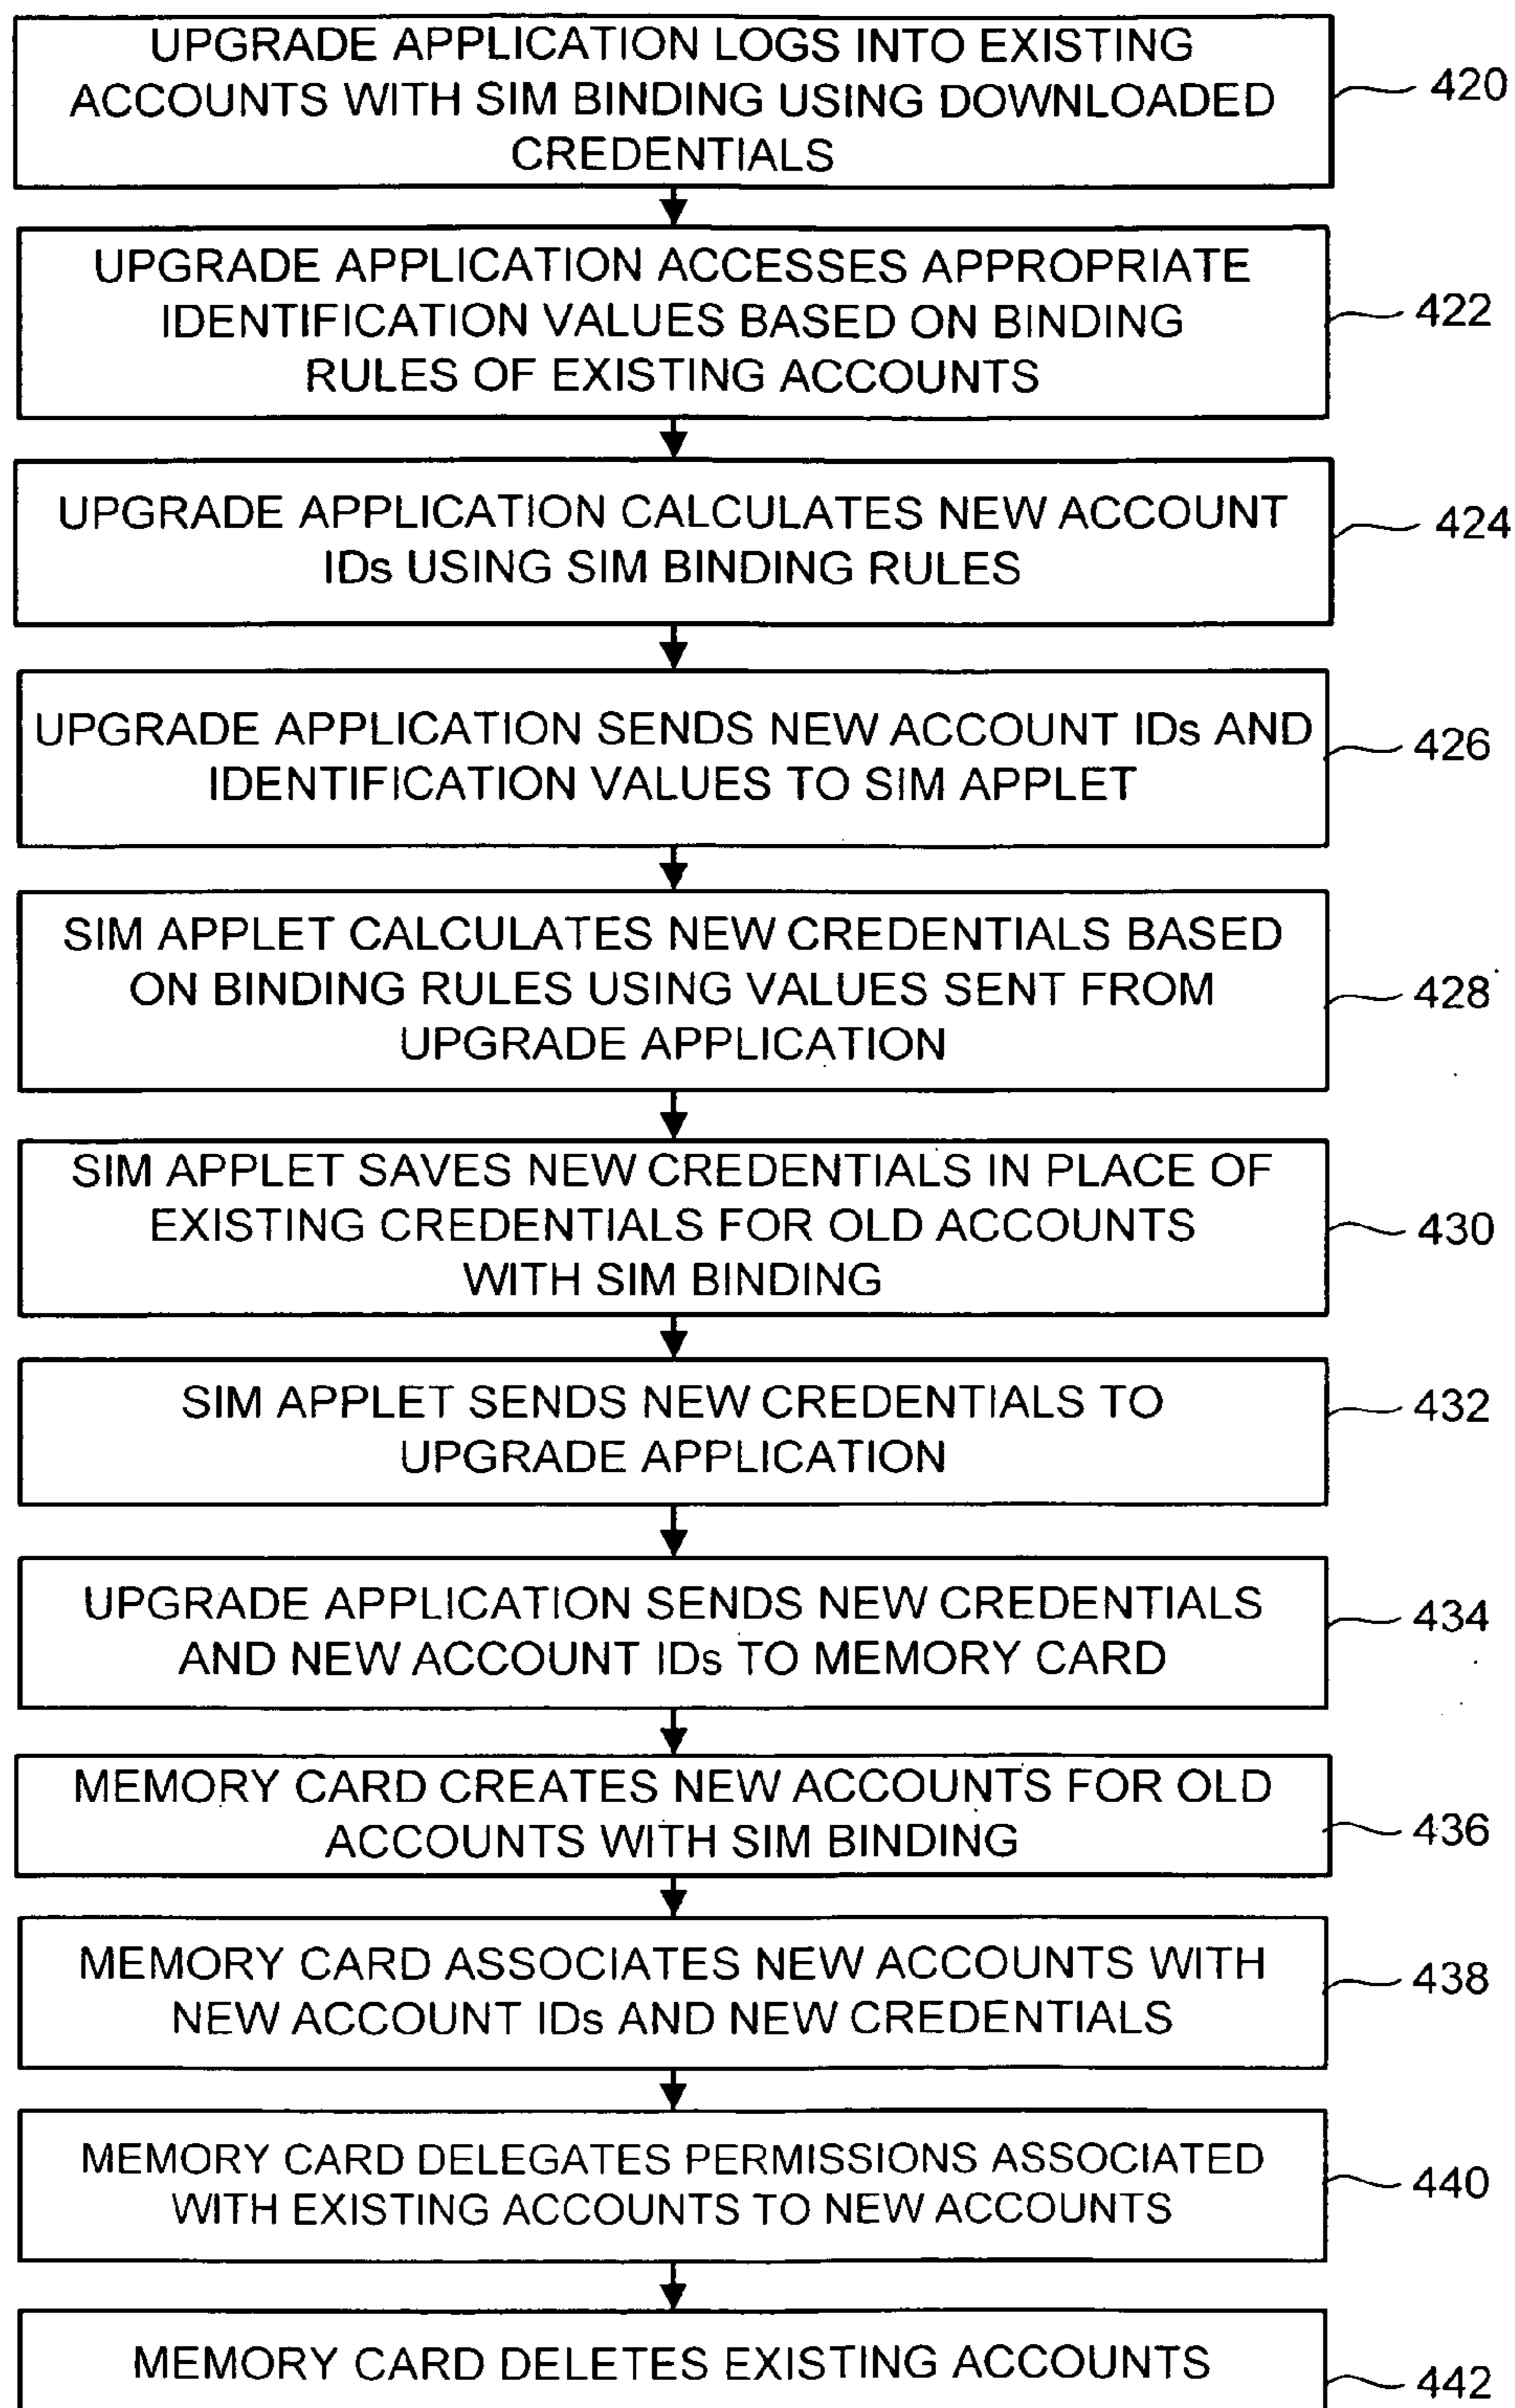 UPGRADE APPLICATION LOGS INTO EXISTING
ACCOUNTS WITH SIM BINDING USING DOWNLOADED
CREDENTIALS
420
UPGRADE APPLICATION ACCESSES APPROPRIATE
IDENTIFICATION VALUES BASED ON BINDING
RULES OF EXISTING ACCOUNTS
422
UPGRADE APPLICATION CALCULATES NEW ACCOUNT
IDs USING SIM BINDING RULES
424
UPGRADE APPLICATION SENDS NEW ACCOUNT IDs AND
IDENTIFICATION VALUES TO SIM APPLET
426
SIM APPLET CALCULATES NEW CREDENTIALS BASED
ON BINDING RULES USING VALUES SENT FROM
UPGRADE APPLICATION
428
SIM APPLET SAVES NEW CREDENTIALS IN PLACE OF
EXISTING CREDENTIALS FOR OLD ACCOUNTS
WITH SIM BINDING
430
SIM APPLET SENDS NEW CREDENTIALS TO
UPGRADE APPLICATION
432
UPGRADE APPLICATION SENDS NEW CREDENTIALS
AND NEW ACCOUNT IDs TO MEMORY CARD
434
MEMORY CARD CREATES NEW ACCOUNTS FOR OLD
ACCOUNTS WITH SIM BINDING
436
MEMORY CARD ASSOCIATES NEW ACCOUNTS WITH
NEW ACCOUNT IDs AND NEW CREDENTIALS
438
MEMORY CARD DELEGATES PERMISSIONS ASSOCIATED
WITH EXISTING ACCOUNTS TO NEW ACCOUNTS
440
MEMORY CARD DELETES EXISTING ACCOUNTS
442